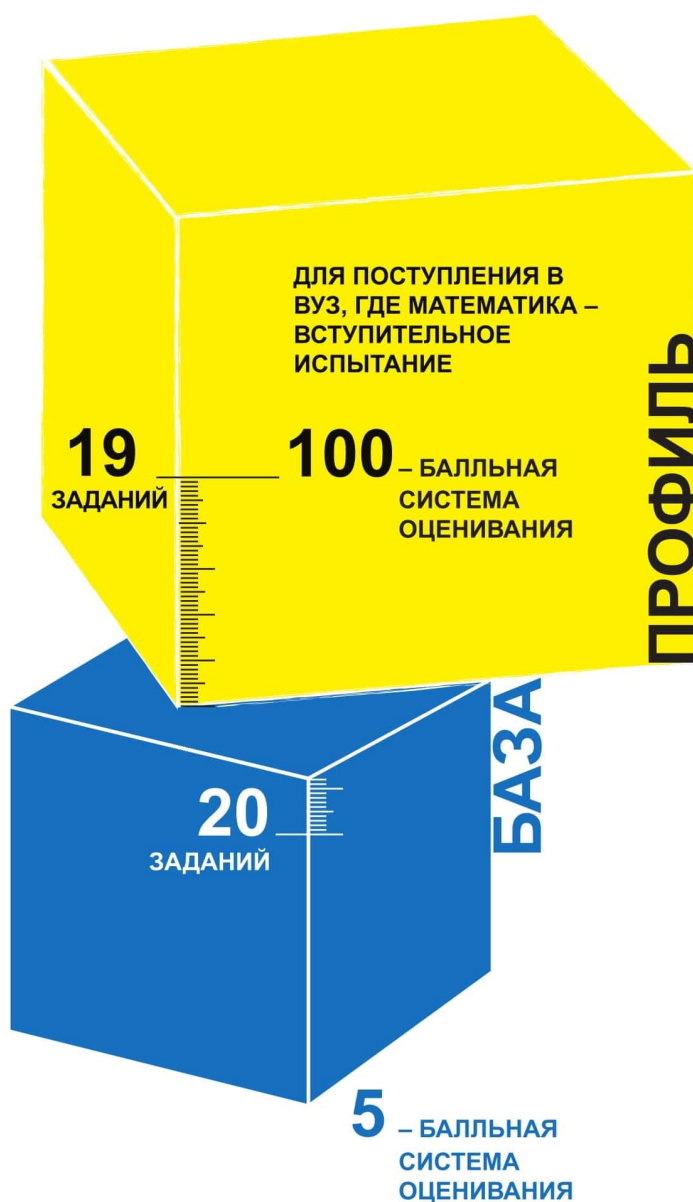 ДЛЯ ПОСТУПЛЕНИЯ В
ВУЗ, ГДЕ МАТЕМАТИКА –
ВСТУПИТЕЛЬНОЕ
ИСПЫТАНИЕ
19
ЗАДАНИЙ
100 – БАЛЛЬНАЯ
СИСТЕМА
ОЦЕНИВАНИЯ
ПРОФИЛЬ
20
ЗАДАНИЙ
БАЗА
5 – БАЛЛЬНАЯ
СИСТЕМА
ОЦЕНИВАНИЯ